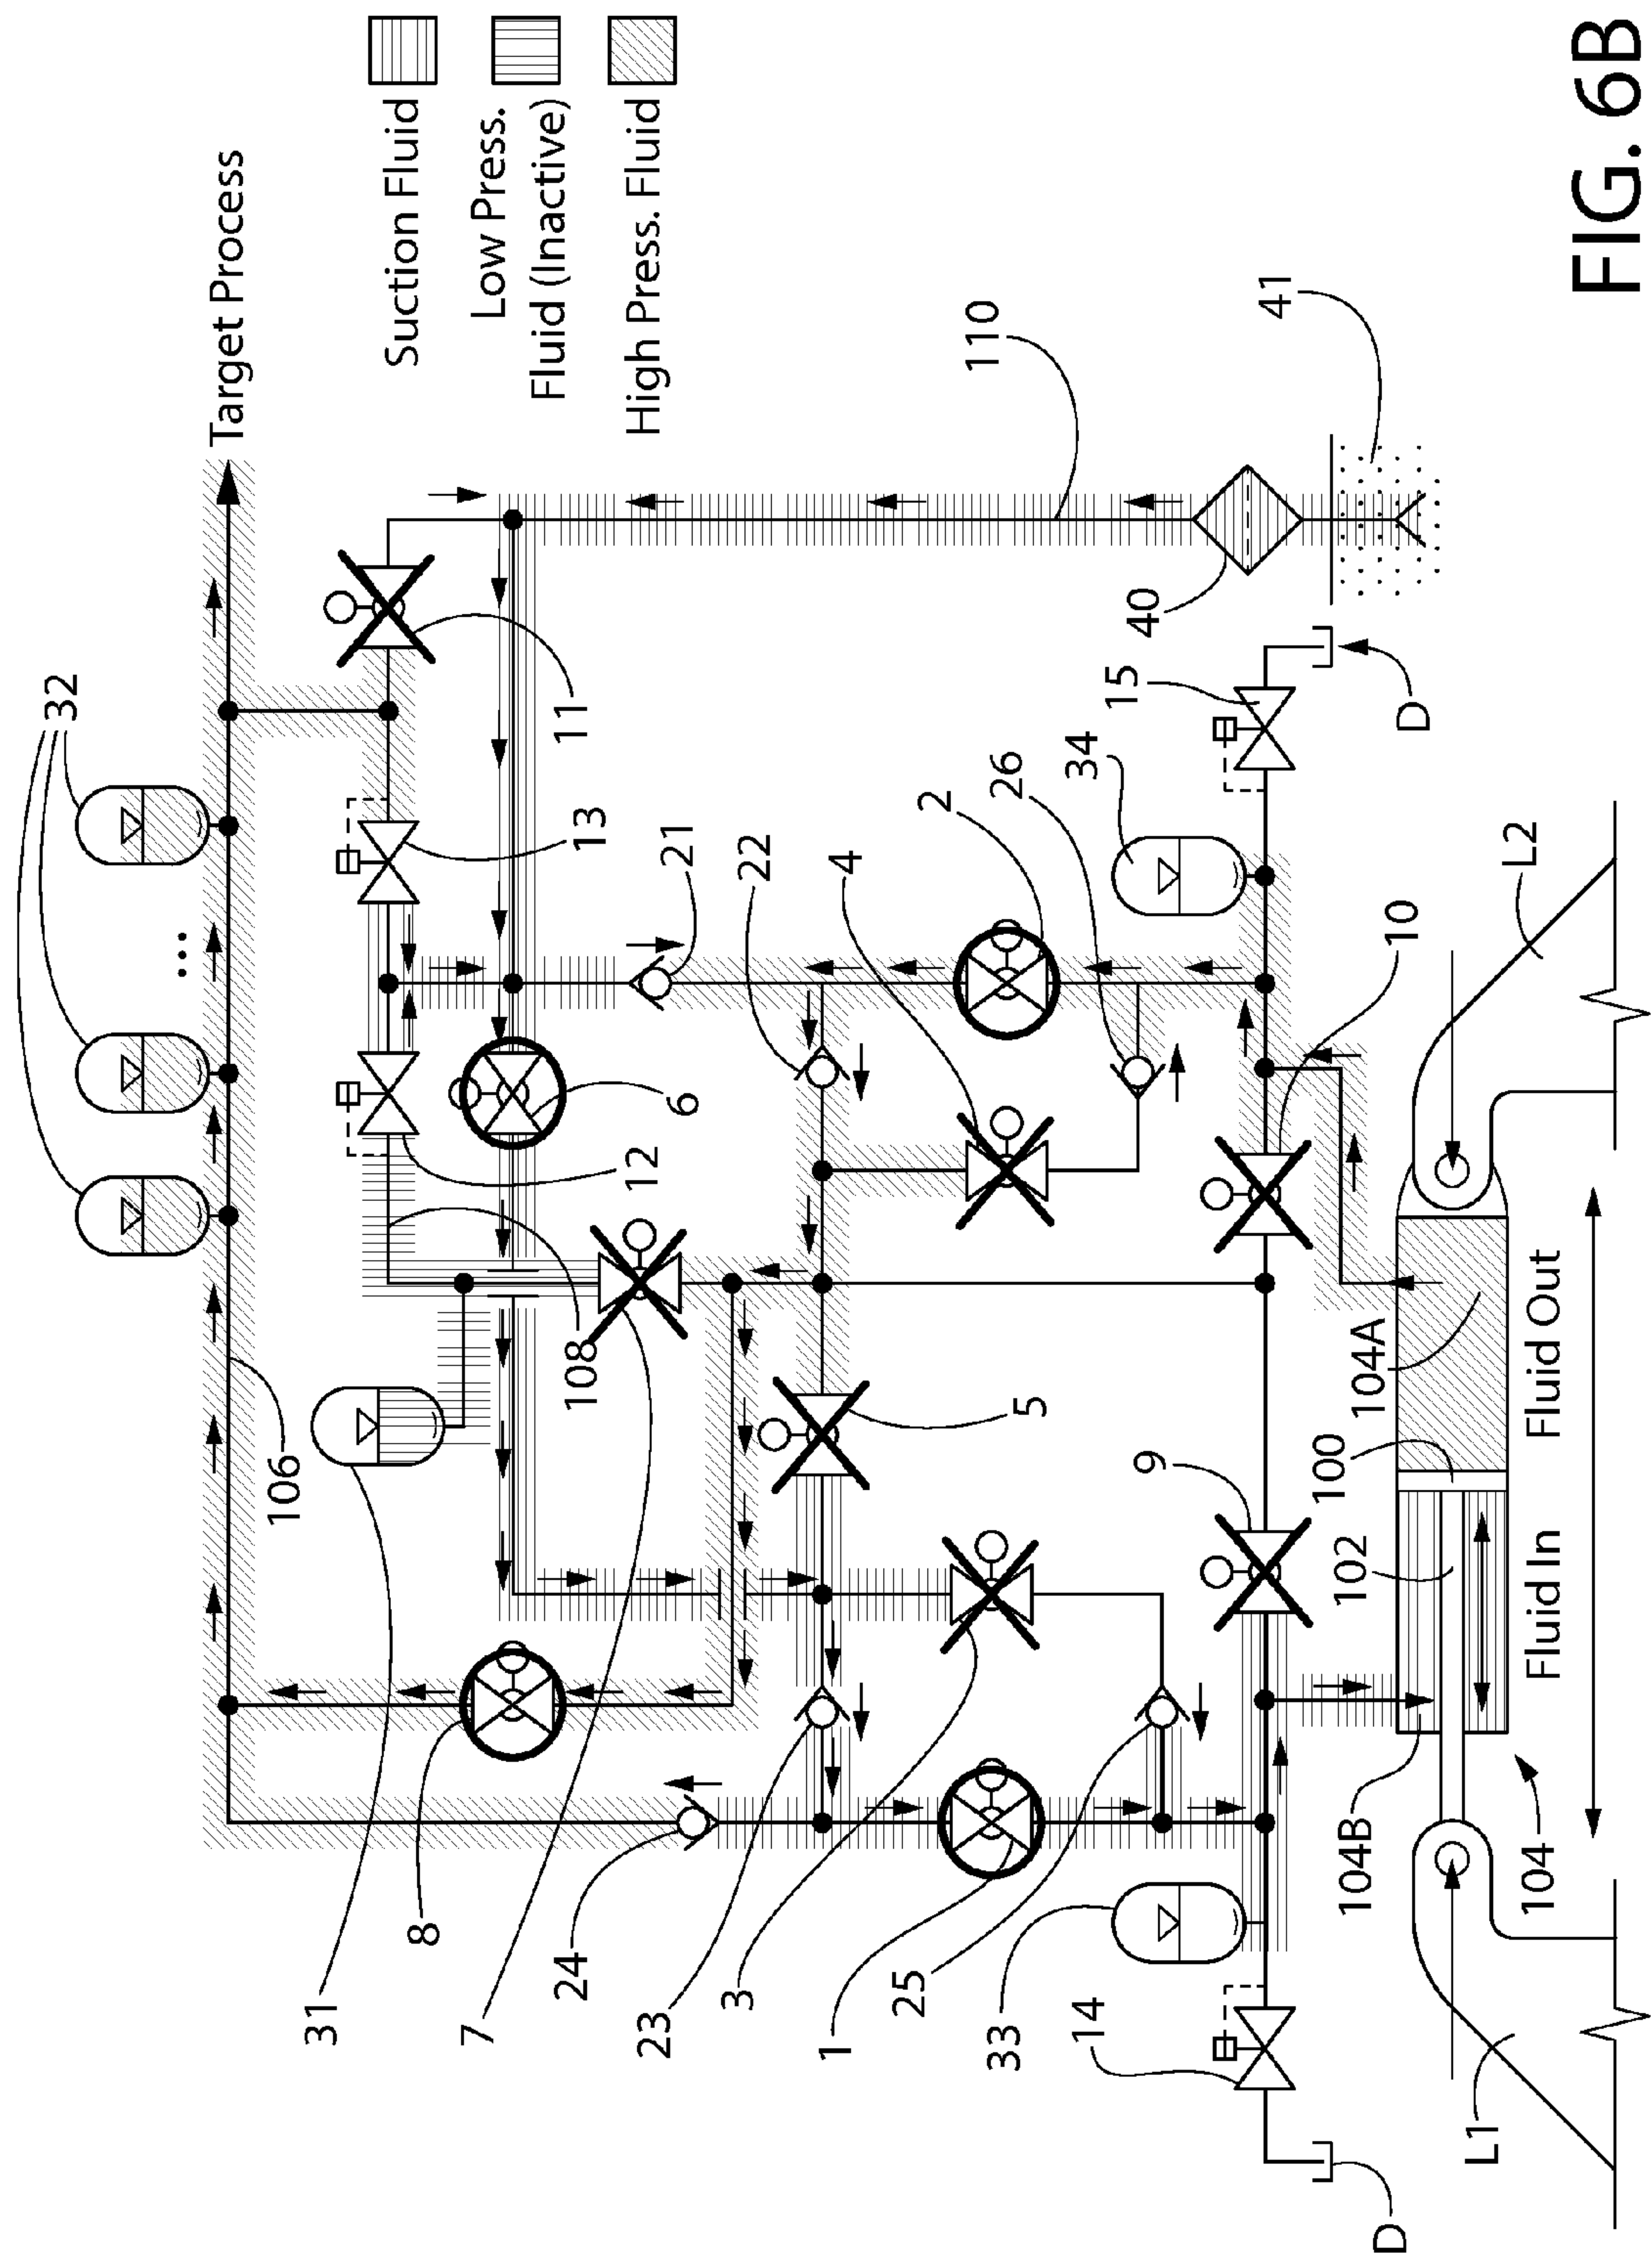 Target Process
Suction Fluid
Low Press.
Fluid (Inactive)
High Press. Fluid
32
106
11
13
12
108
6
31
8
7
24
23
3
1
25
33
14
D
L1
21
22
4
2
26
34
15
D
40
41
110
5
9
10
100
102
104A
104B
104
Fluid In
Fluid Out
L2
FIG. 6B